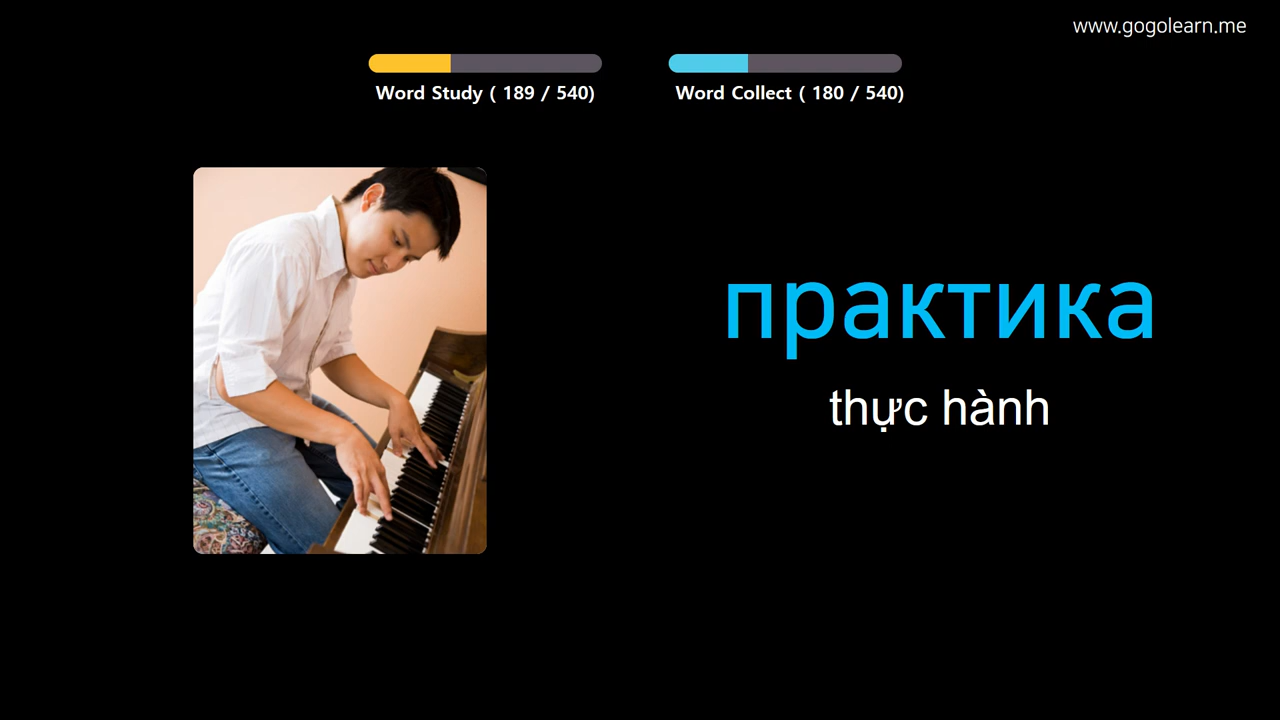 www.gogolearn.me
Word Study ( 189 / 540)
Word Collect ( 180 / 540)
практика
thực hành